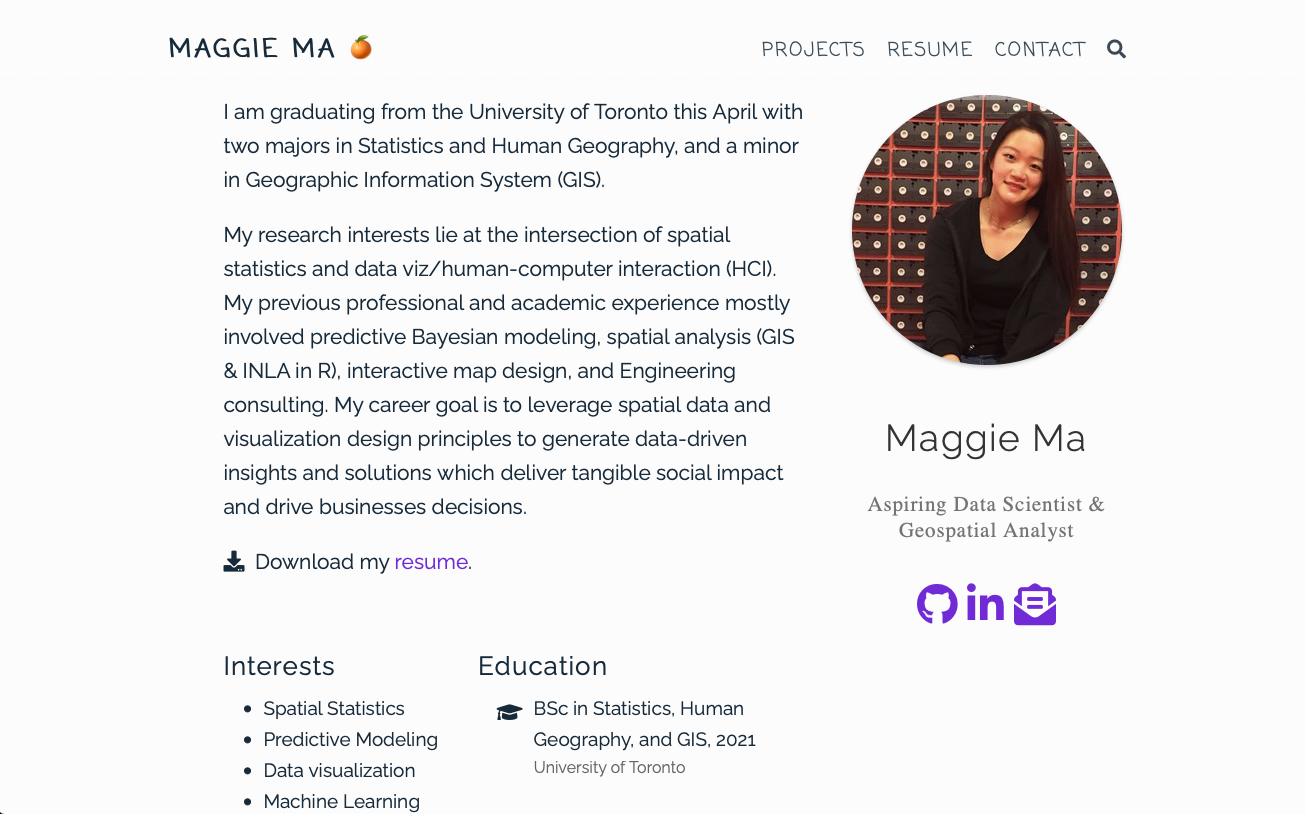 MAGGIE MA
PROJECTS RESUME CONTACT
I am graduating from the University of Toronto this April with
two majors in Statistics and Human Geography, and a minor
in Geographic Information System (GIS).
My research interests lie at the intersection of spatial
statistics and data viz/human-computer interaction (HCI).
My previous professional and academic experience mostly
involved predictive Bayesian modeling, spatial analysis (GIS
& INLA in R), interactive map design, and Engineering
consulting. My career goal is to leverage spatial data and
visualization design principles to generate data-driven
insights and solutions which deliver tangible social impact
and drive businesses decisions.
Download my resume.
Maggie Ma
Aspiring Data Scientist &
Geospatial Analyst
in
Interests
Spatial Statistics
Predictive Modeling
Data visualization
Machine Learning
Education
BSc in Statistics, Human
Geography, and GIS, 2021
University of Toronto